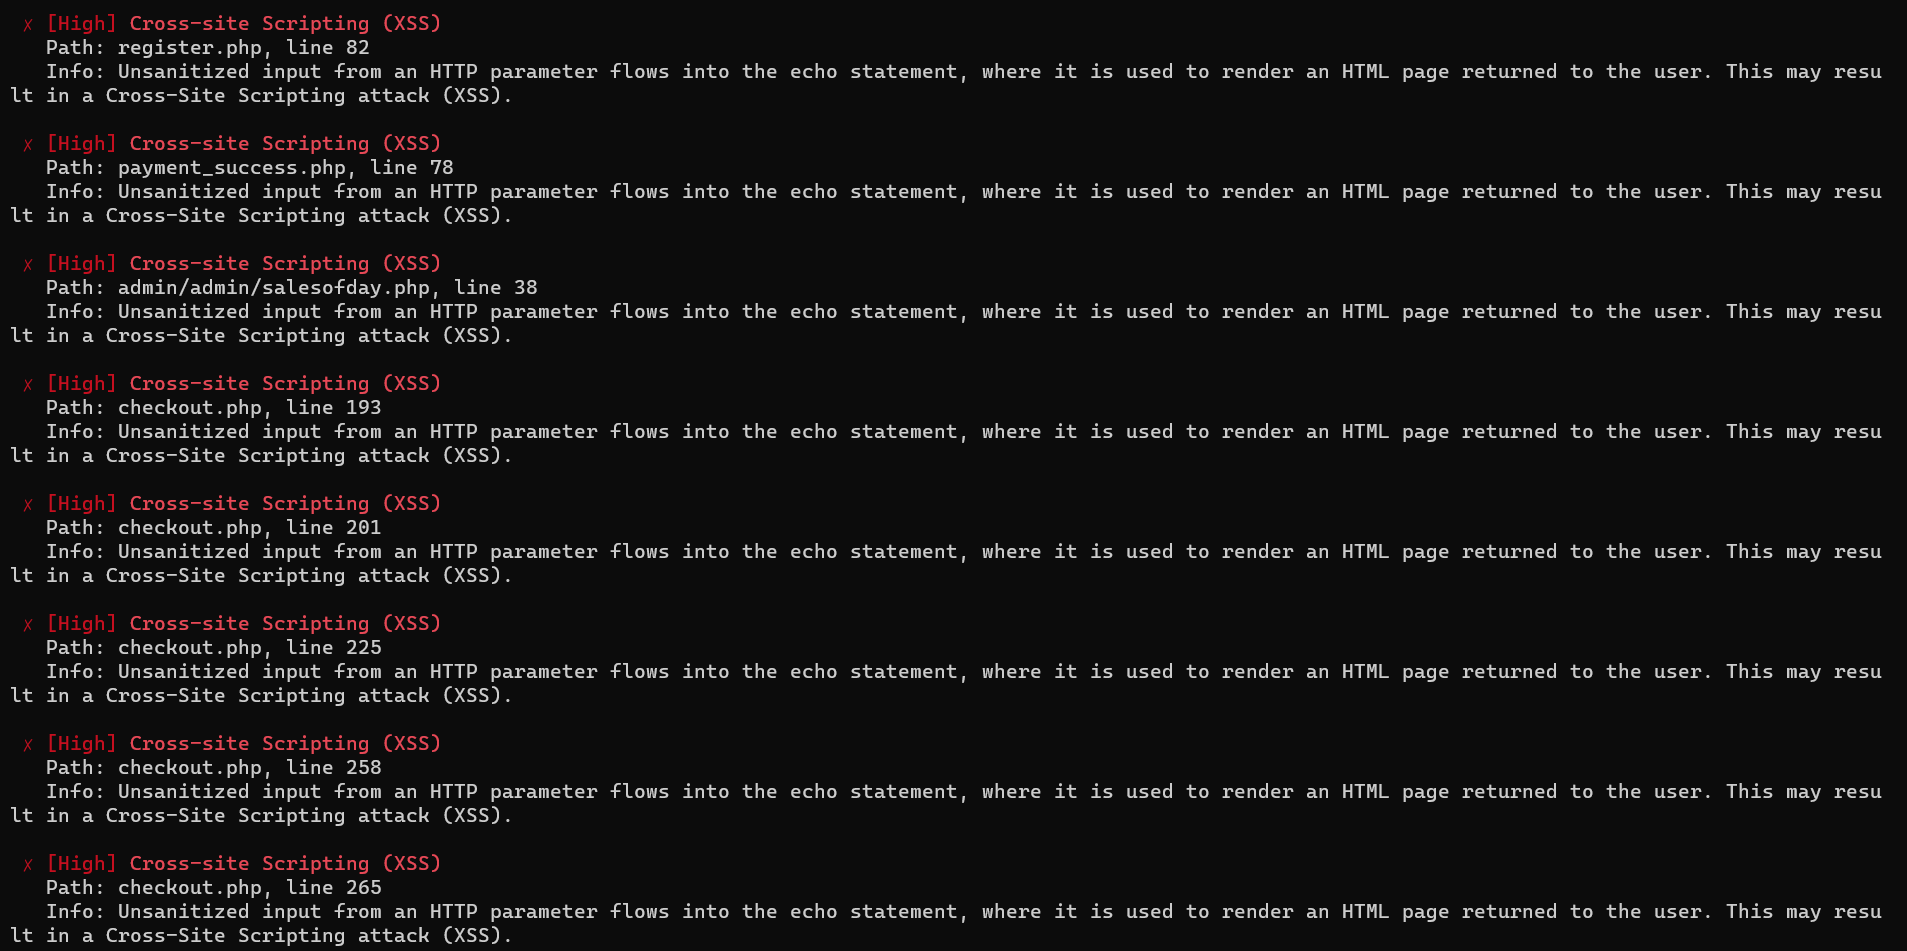 ✗ [High] Cross-site Scripting (XSS)
Path: register.php, line 82
Info: Unsanitized input from an HTTP parameter flows into the echo statement, where it is used to render an HTML page returned to the user. This may resu
lt in a Cross-Site Scripting attack (XSS).
✗ [High] Cross-site Scripting (XSS)
Path: payment_success.php, line 78
Info: Unsanitized input from an HTTP parameter flows into the echo statement, where it is used to render an HTML page returned to the user. This may resu
lt in a Cross-Site Scripting attack (XSS).
✗ [High] Cross-site Scripting (XSS)
Path: admin/admin/salesofday.php, line 38
Info: Unsanitized input from an HTTP parameter flows into the echo statement, where it is used to render an HTML page returned to the user. This may resu
lt in a Cross-Site Scripting attack (XSS).
✗ [High] Cross-site Scripting (XSS)
Path: checkout.php, line 193
Info: Unsanitized input from an HTTP parameter flows into the echo statement, where it is used to render an HTML page returned to the user. This may resu
lt in a Cross-Site Scripting attack (XSS).
✗ [High] Cross-site Scripting (XSS)
Path: checkout.php, line 201
Info: Unsanitized input from an HTTP parameter flows into the echo statement, where it is used to render an HTML page returned to the user. This may resu
lt in a Cross-Site Scripting attack (XSS).
✗ [High] Cross-site Scripting (XSS)
Path: checkout.php, line 225
Info: Unsanitized input from an HTTP parameter flows into the echo statement, where it is used to render an HTML page returned to the user. This may resu
lt in a Cross-Site Scripting attack (XSS).
✗ [High] Cross-site Scripting (XSS)
Path: checkout.php, line 258
Info: Unsanitized input from an HTTP parameter flows into the echo statement, where it is used to render an HTML page returned to the user. This may resu
lt in a Cross-Site Scripting attack (XSS).
✗ [High] Cross-site Scripting (XSS)
Path: checkout.php, line 265
Info: Unsanitized input from an HTTP parameter flows into the echo statement, where it is used to render an HTML page returned to the user. This may resu
lt in a Cross-Site Scripting attack (XSS).